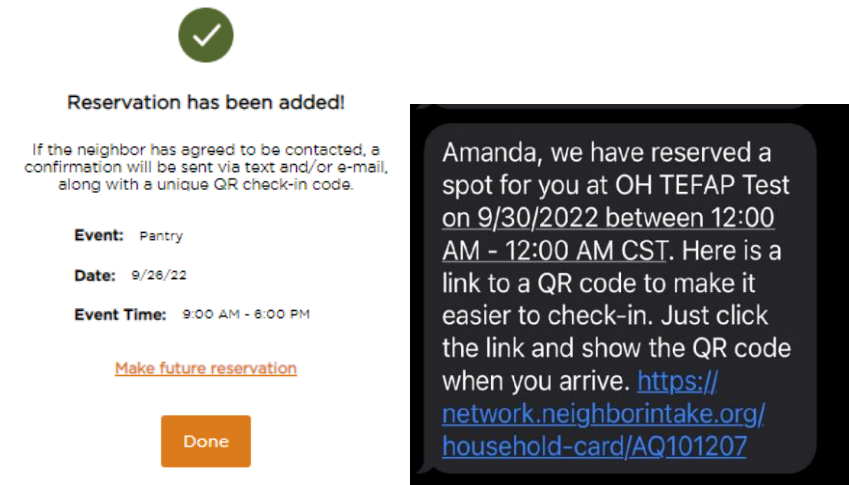 Reservation has been added!
If the neighbor has agreed to be contacted, a
confirmation will be sent via text and/or e-mail,
along with a unique QR check-in code.
Event: Pantry
Date: 9/26/22
Event Time: 9:00 AM - 6:00 PM
Make future reservation
Done
Amanda, we have reserved a
spot for you at OH TEFAP Test
on 9/30/2022 between 12:00
AM - 12:00 AM CST. Here is a
link to a QR code to make it
easier to check-in. Just click
the link and show the QR code
when you arrive. https://
network.neighborintake.org/
household-card/AQ101207